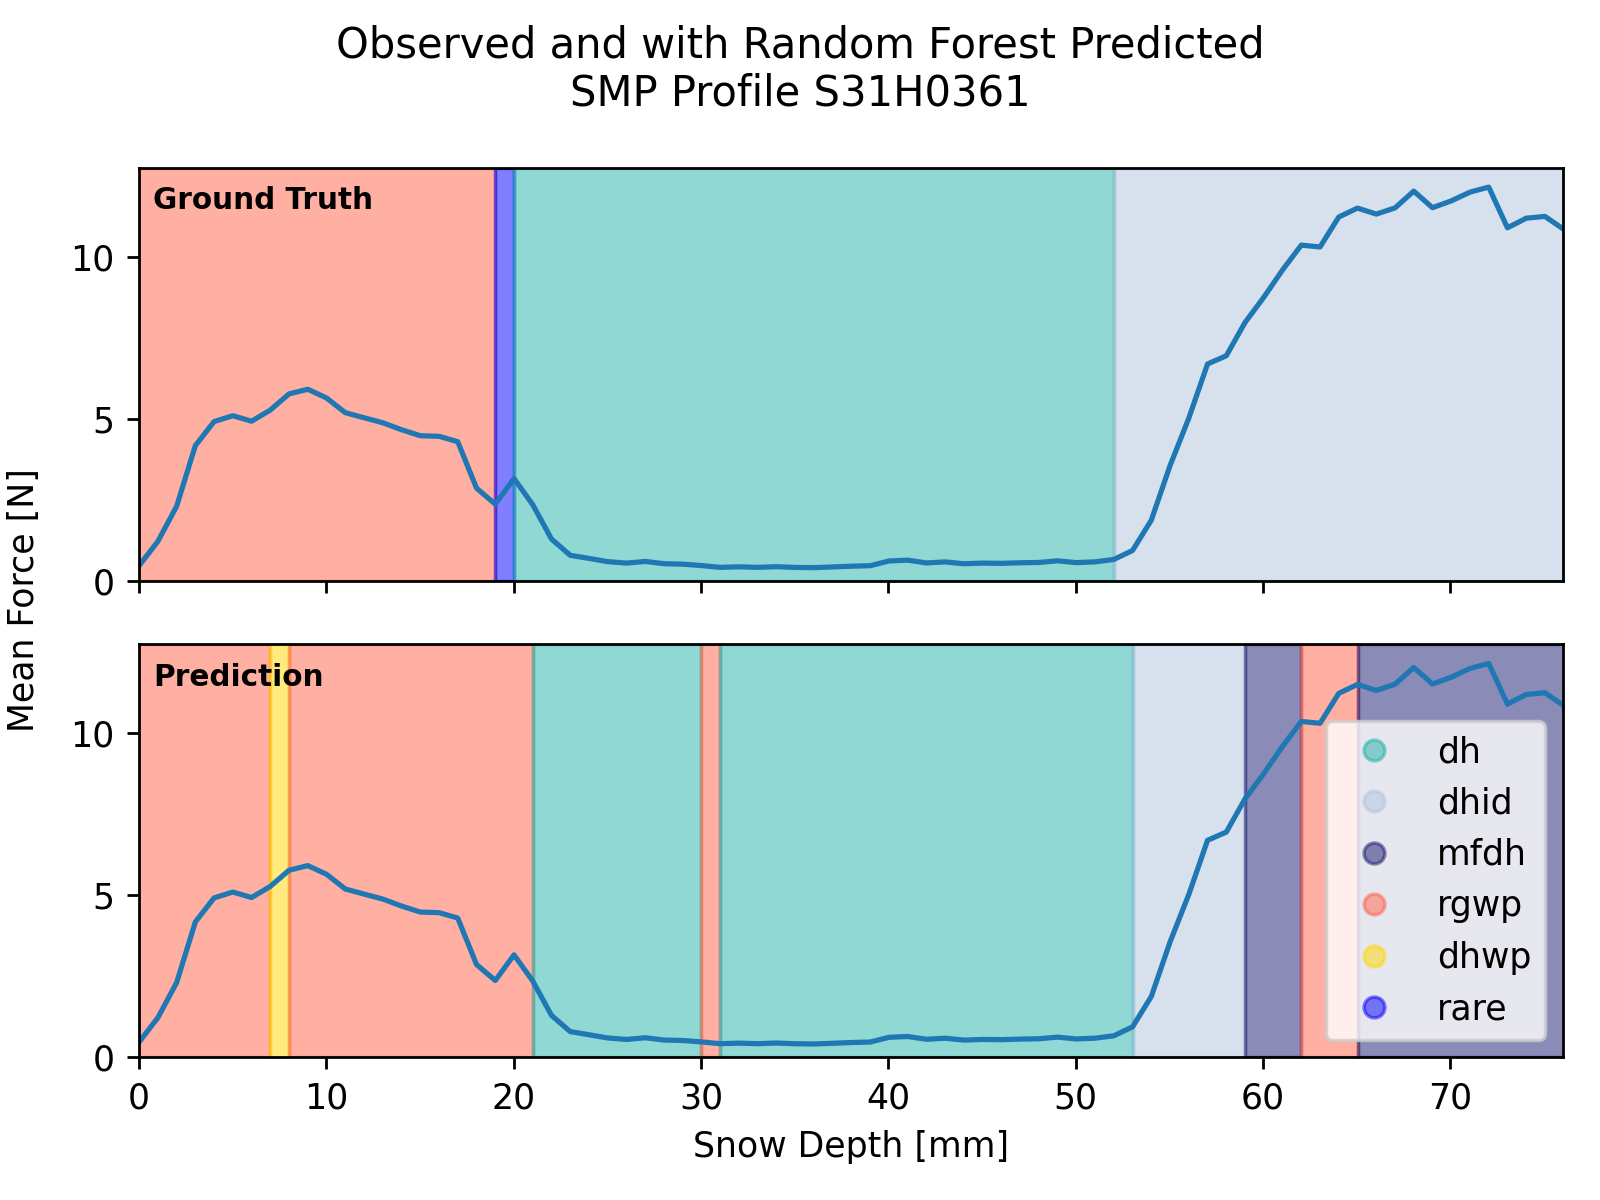 Observed and with Random Forest Predicted
SMP Profile S31H0361
Ground Truth
10
5
0
Mean Force [N]
Prediction
10
5
0
dh
dhid
mfdh
rgwp
dhwp
rare
0 10 20 30 40 50 60 70
Snow Depth [mm]